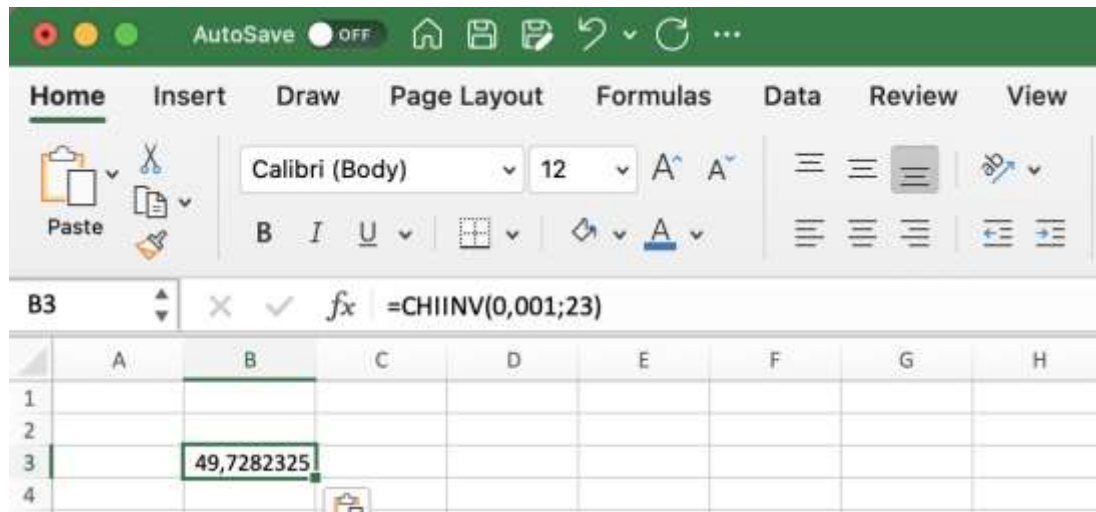 AutoSave OFF ...
Home Insert Draw Page Layout Formulas Data Review View
Paste Calibri (Body) 12 A A
B I U A
ab
B3 fx =CHIINV(0,001;23)
A B C D E F G H
1
2
3 49,7282325
4